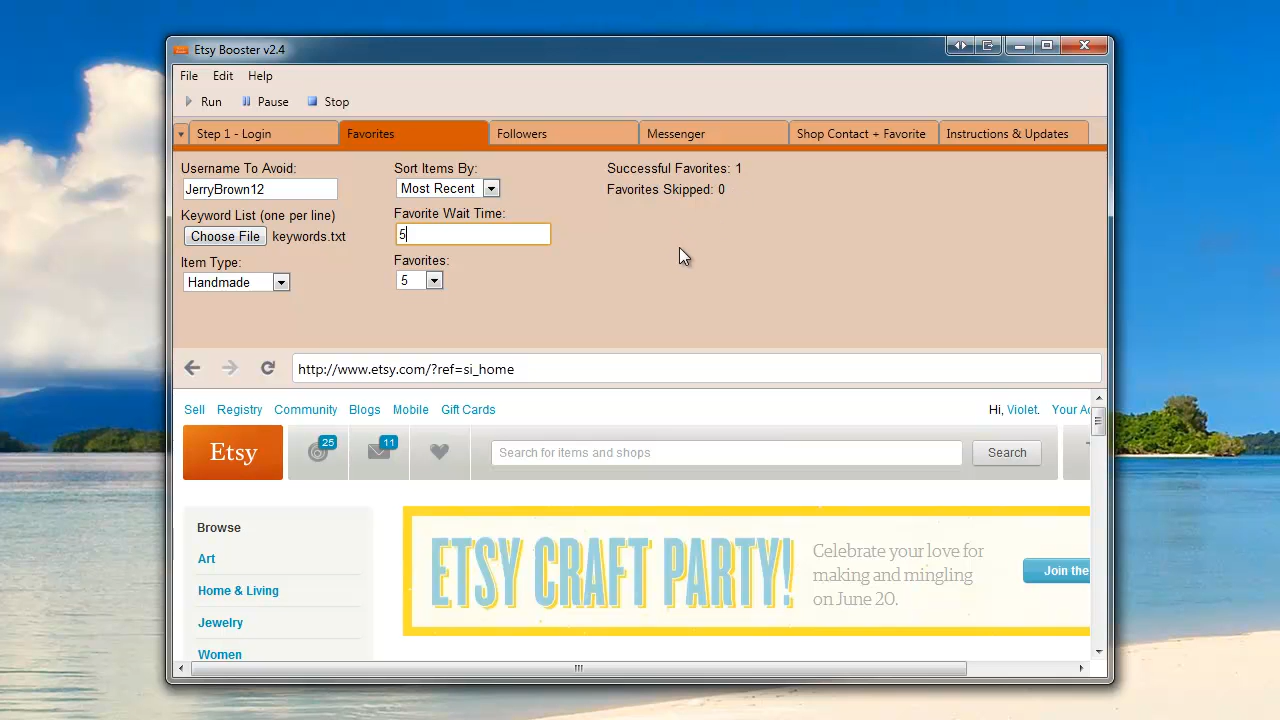 Etsy Booster v2.4
File Edit Help
Run Pause Stop
Step 1 - Login Favorites Followers Messenger Shop Contact + Favorite Instructions & Updates
Username To Avoid: Sort Items By: Successful Favorites: 1
JerryBrown12 Most Recent Favorites Skipped: 0
Keyword List (one per line) Favorite Wait Time:
Choose File keywords.txt 5
Item Type: Favorites:
Handmade 5
http://www.etsy.com/?ref=si_home
Sell Registry Community Blogs Mobile Gift Cards Hi, Violet. Your Ac
Etsy 25 11 Search for items and shops Search
Browse
Art
Home & Living
Jewelry
Women
ETSY CRAFT PARTY!
Celebrate your love for
making and mingling
on June 20.
Join the